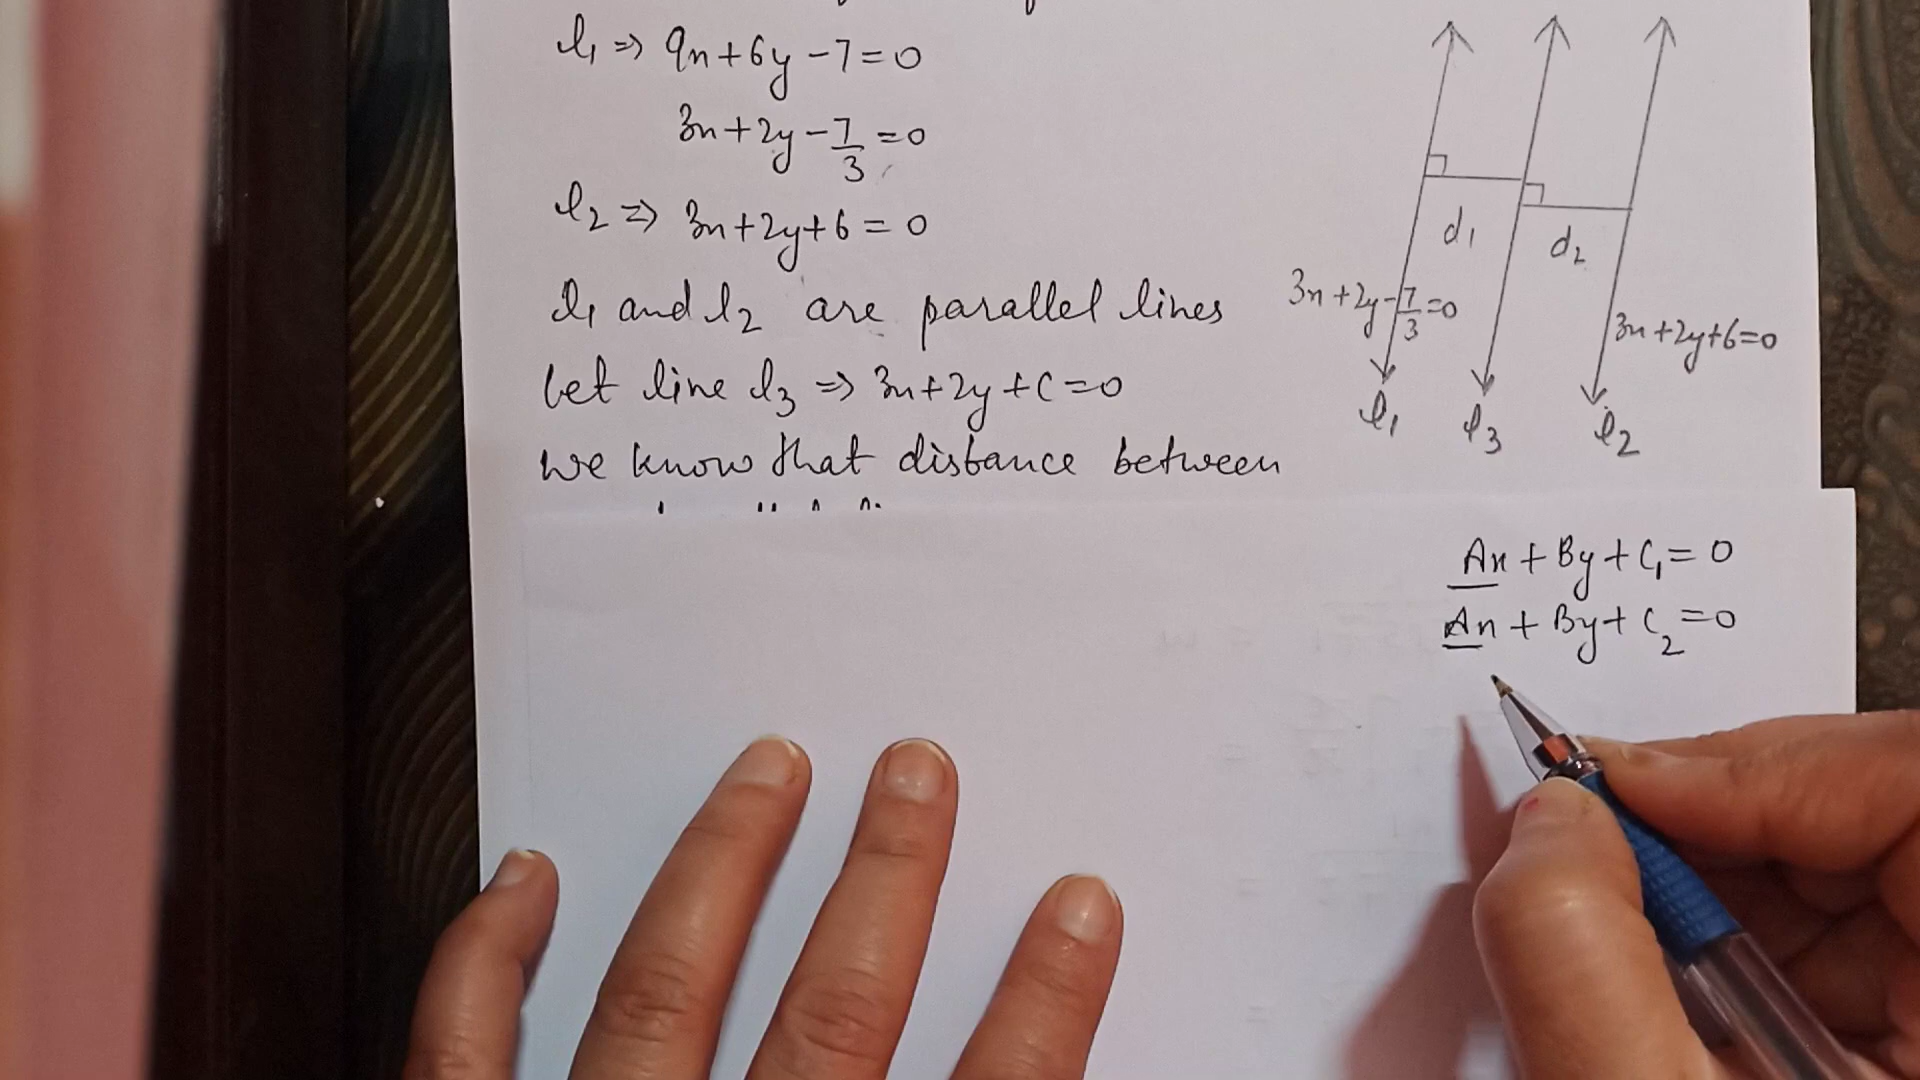 l₁ ⇒ 9x + 6y - 7 = 0
3x + 2y - 7/3 = 0
l₂ ⇒ 3x + 2y + 6 = 0
l₁ and l₂ are parallel lines
Let line l₃ ⇒ 3x + 2y + C = 0
we know that distance between
d₁
d₂
3x + 2y - 7/3 = 0
3x + 2y + 6 = 0
l₁
l₃
l₂
Ax + By + C₁ = 0
Ax + By + C₂ = 0